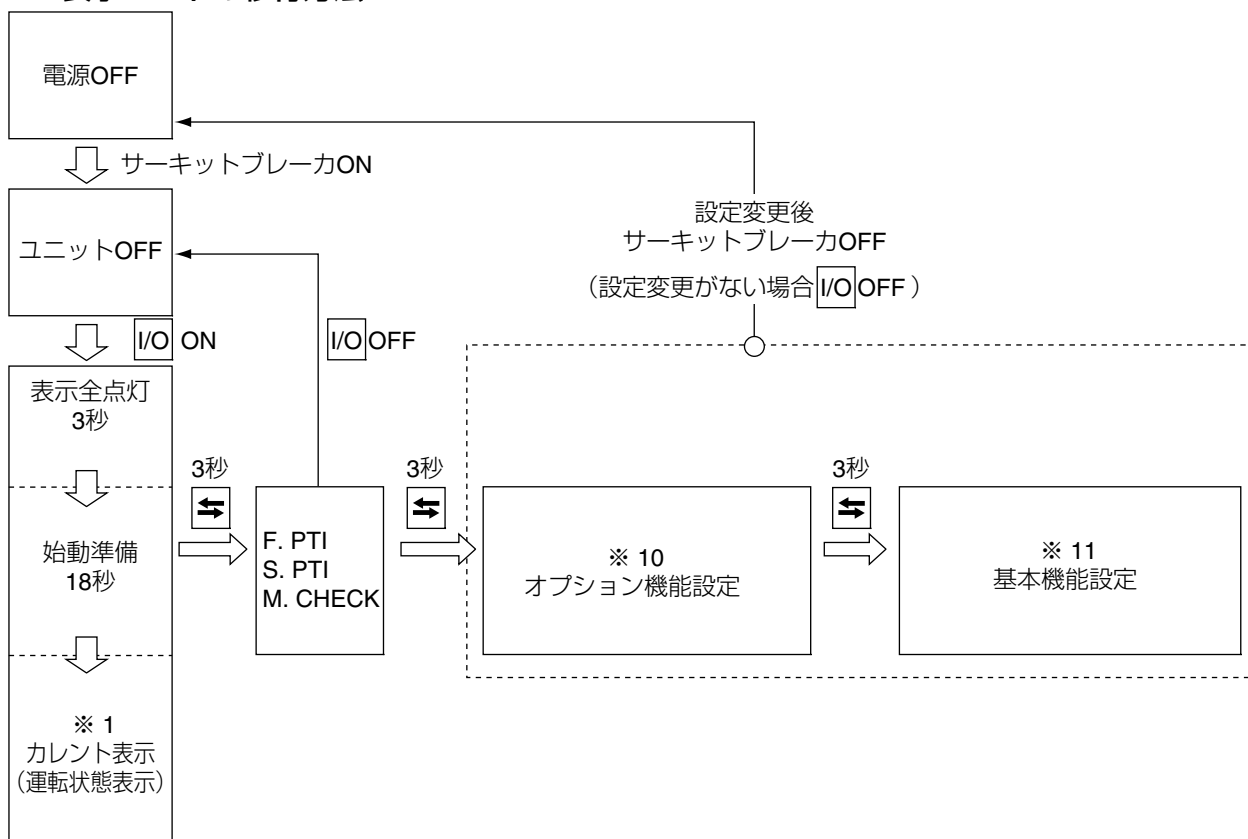 電源OFF
サーキットブレーカON
ユニットOFF
設定変更後
サーキットブレーカOFF
（設定変更がない場合I/OOFF）
I/O ON
I/OOFF
表示全点灯
3秒
3秒
3秒
3秒
始動準備
18秒
F. PTI
S. PTI
M. CHECK
※ 10
オプション機能設定
※ 11
基本機能設定
※ 1
カレント表示
（運転状態表示）